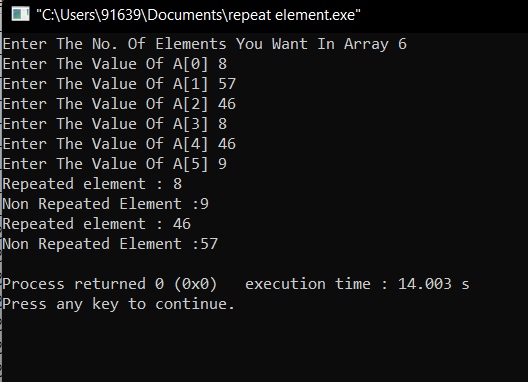 "C:\Users\91639\Documents\repeat element.exe"
Enter The No. Of Elements You Want In Array 6
Enter The Value Of A[0] 8
Enter The Value Of A[1] 57
Enter The Value Of A[2] 46
Enter The Value Of A[3] 8
Enter The Value Of A[4] 46
Enter The Value Of A[5] 9
Repeated element : 8
Non Repeated Element :9
Repeated element : 46
Non Repeated Element :57
Process returned 0 (0x0)   execution time : 14.003 s
Press any key to continue.